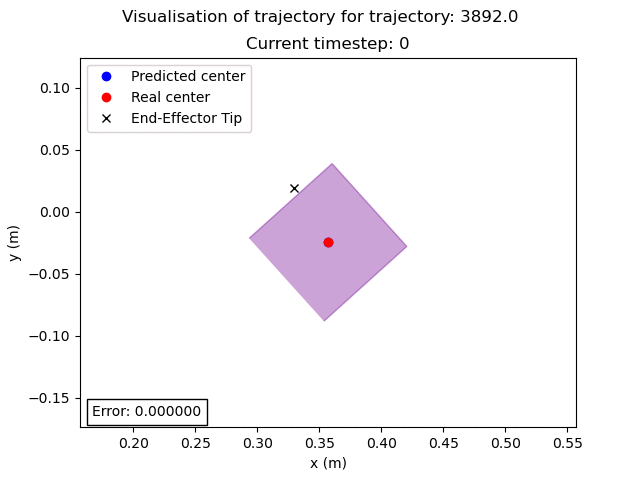 Visualisation of trajectory for trajectory: 3892.0
Current timestep: 0
Predicted center
Real center
End-Effector Tip
0.10
0.05
0.00
−0.05
−0.10
−0.15
y (m)
Error: 0.000000
0.20 0.25 0.30 0.35 0.40 0.45 0.50 0.55
x (m)